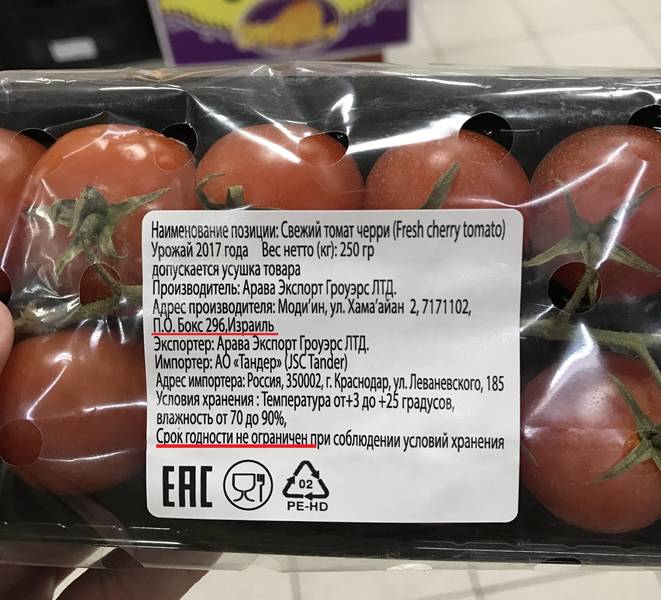 Наименование позиции: Свежий томат черри (Fresh cherry tomato)
Урожай 2017 года Вес нетто (кг): 250 гр
допускается усушка товара
Производитель: Арава Экспорт Гроуэрс ЛТД.
Адрес производителя: Моди'ин, ул. Хама'айан 2, 7171102,
П.О. Бокс 296,Израиль
Экспортер: Арава Экспорт Гроуэрс ЛТД.
Импортер: АО «Тандер» (JSC Tander)
Адрес импортера: Россия, 350002, г. Краснодар, ул. Леваневского, 185
Условия хранения : Температура от+3 до +25 градусов,
влажность от 70 до 90%,
Срок годности не ограничен при соблюдении условий хранения
EAC
02
PE-HD